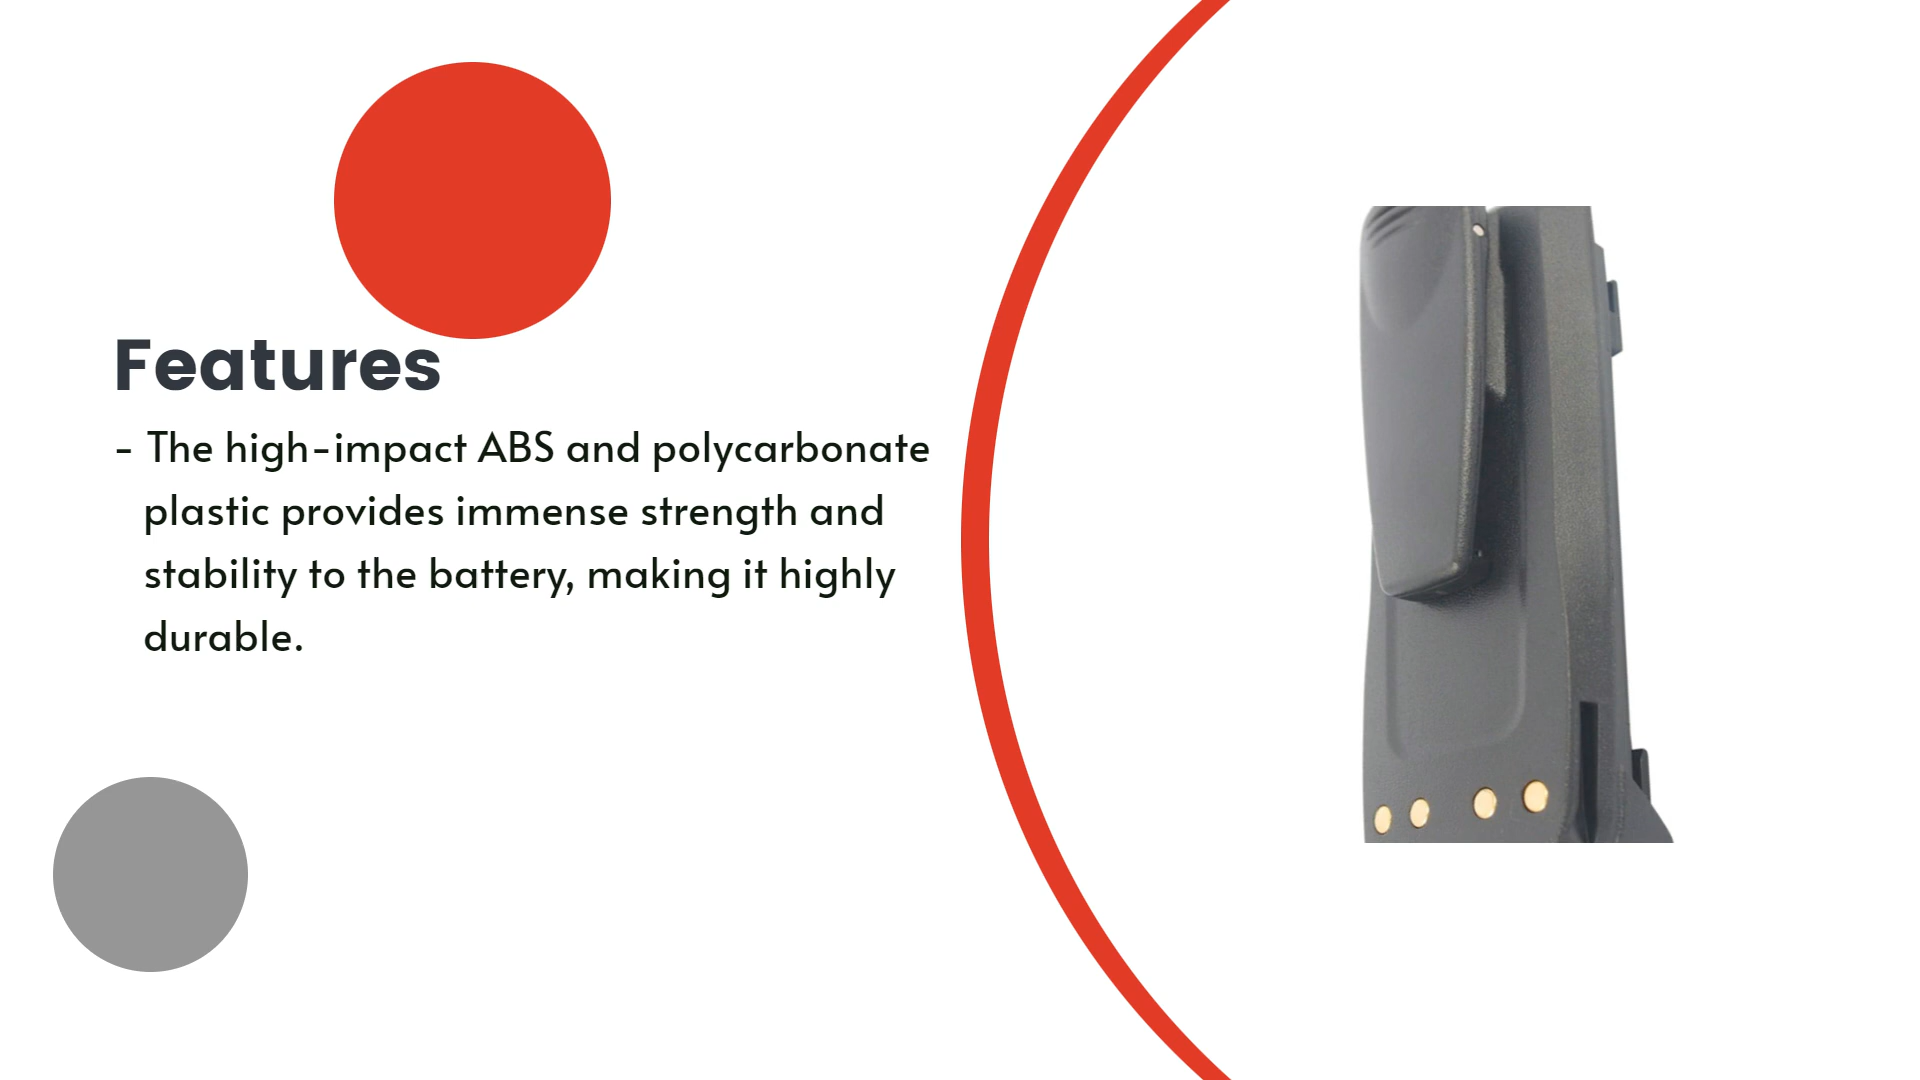 Features
- The high-impact ABS and polycarbonate
plastic provides immense strength and
stability to the battery, making it highly
durable.